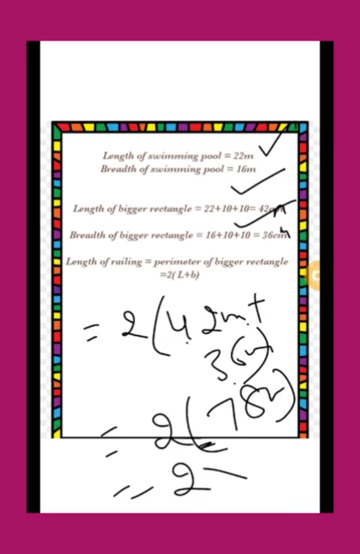 Length of swimming pool = 22m
Breadth of swimming pool = 16m
Length of bigger rectangle = 22+10+10= 42m
Breadth of bigger rectangle = 16+10+10 = 36m
Length of railing = perimeter of bigger rectangle
=2(L+b)
= 2(42m+
36m)
= 2(78m)
= 2